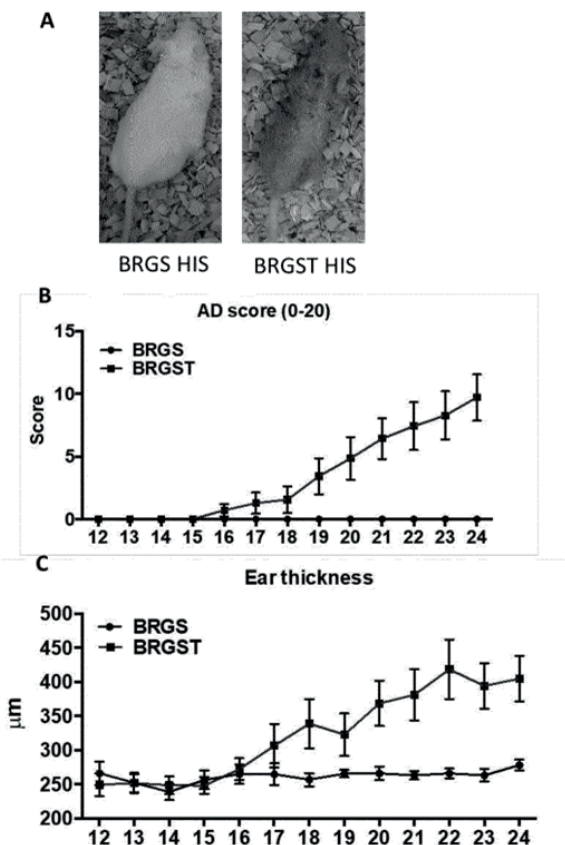 A
BRGS HIS
BRGST HIS
B
AD score (0-20)
15
10
5
0
Score
BRGS
BRGST
12 13 14 15 16 17 18 19 20 21 22 23 24
C
Ear thickness
500
450
400
350
300
250
200
μm
BRGS
BRGST
12 13 14 15 16 17 18 19 20 21 22 23 24